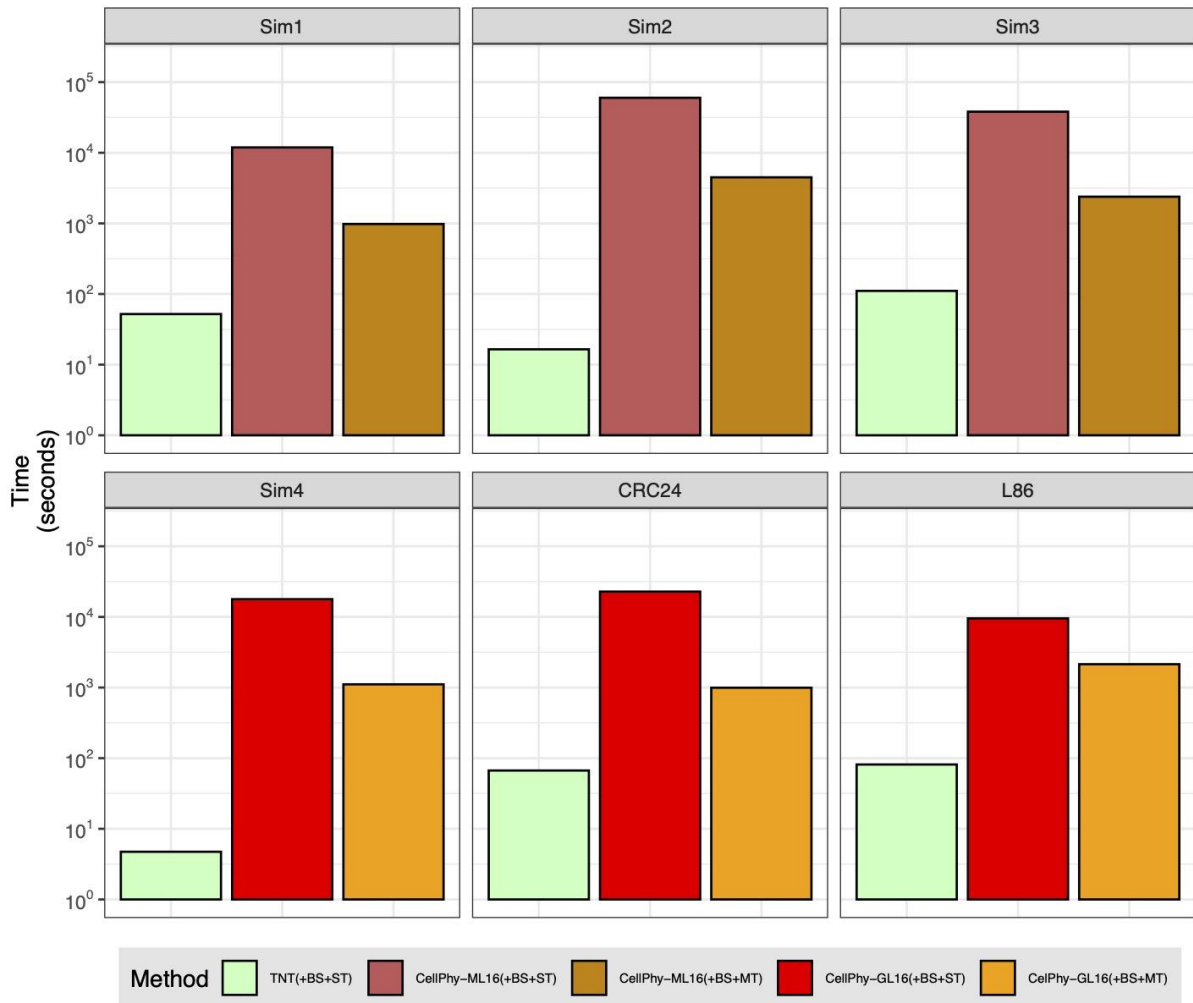 Sim1 Sim2 Sim3
10^5
10^4
10^3
10^2
10^1
10^0
Time
(seconds)
Sim4 CRC24 L86
10^5
10^4
10^3
10^2
10^1
10^0
Method TNT(+BS+ST) CellPhy−ML16(+BS+ST) CellPhy−ML16(+BS+MT) CellPhy−GL16(+BS+ST) CelPhy−GL16(+BS+MT)